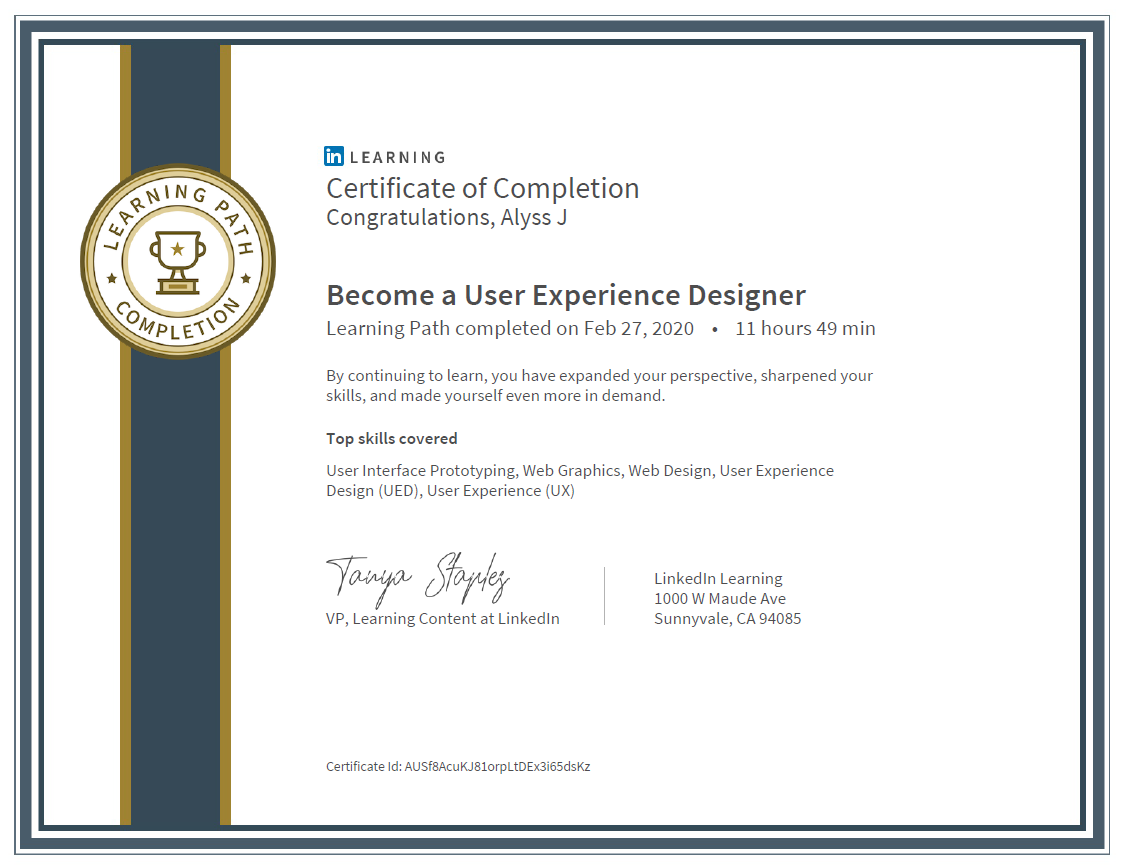 LEARNING PATH
COMPLETION
in LEARNING
Certificate of Completion
Congratulations, Alyss J
Become a User Experience Designer
Learning Path completed on Feb 27, 2020 • 11 hours 49 min
By continuing to learn, you have expanded your perspective, sharpened your
skills, and made yourself even more in demand.
Top skills covered
User Interface Prototyping, Web Graphics, Web Design, User Experience
Design (UED), User Experience (UX)
Tanya Staples
VP, Learning Content at LinkedIn
LinkedIn Learning
1000 W Maude Ave
Sunnyvale, CA 94085
Certificate Id: AUSf8AcuKJ81orpLtDEx3i65dsKz